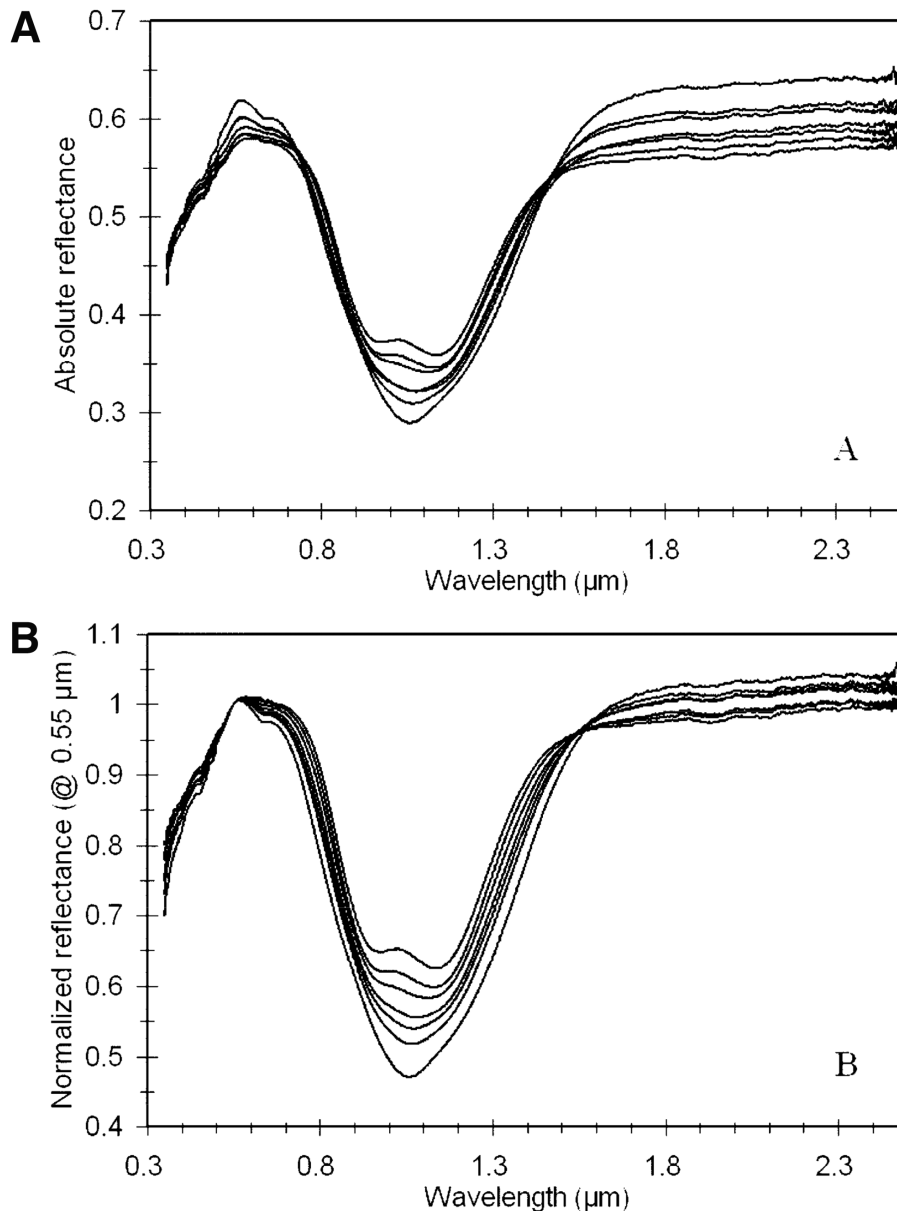 A
0.7
0.6
0.5
0.4
0.3
0.2
Absolute reflectance
A
0.3 0.8 1.3 1.8 2.3
Wavelength (µm)
B
1.1
1
0.9
0.8
0.7
0.6
0.5
0.4
Normalized reflectance (@ 0.55 µm)
B
0.3 0.8 1.3 1.8 2.3
Wavelength (µm)